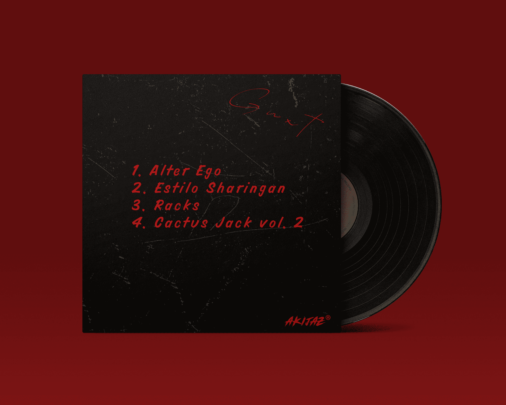 1. Alter Ego
2. Estilo Sharingan
3. Racks
4. Cactus Jack vol. 2
AKITAZ®